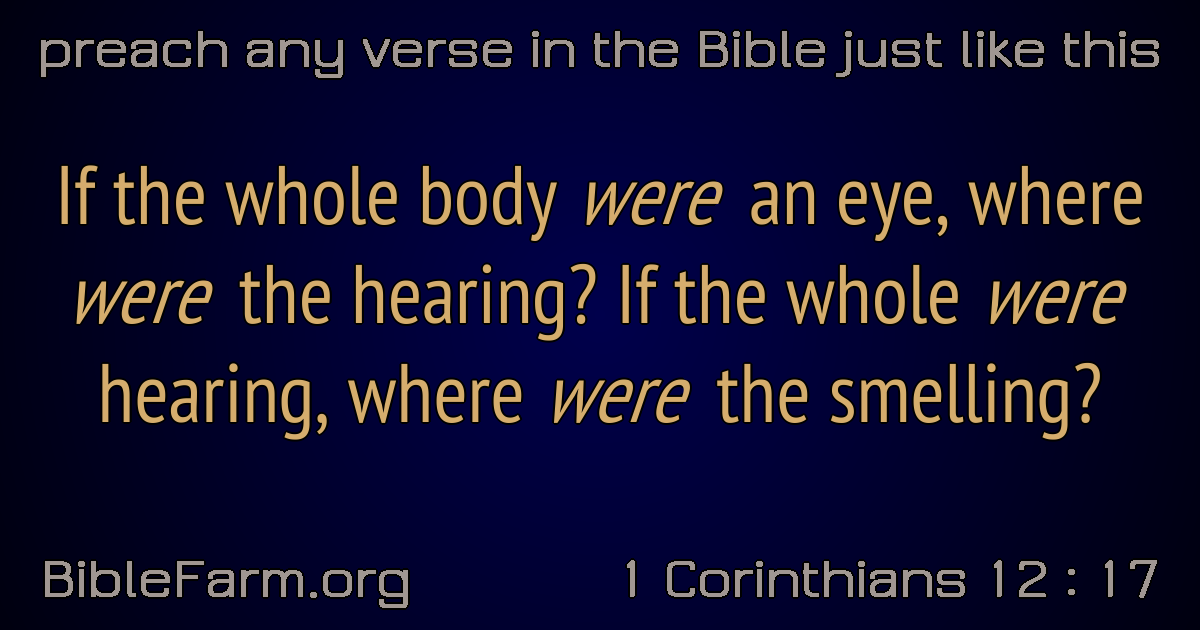 preach any verse in the Bible just like this
If the whole body were an eye, where
were the hearing? If the whole were
hearing, where were the smelling?
BibleFarm.org
1 Corinthians 12 : 17